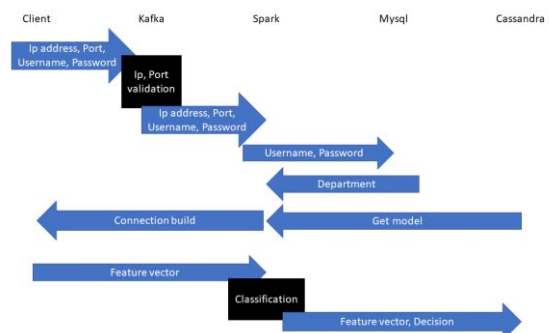 Client Kafka Spark Mysql Cassandra
Ip address, Port,
Username, Password
Ip, Port
validation
Ip address, Port,
Username, Password
Username, Password
Department
Connection build
Get model
Feature vector
Classification
Feature vector, Decision